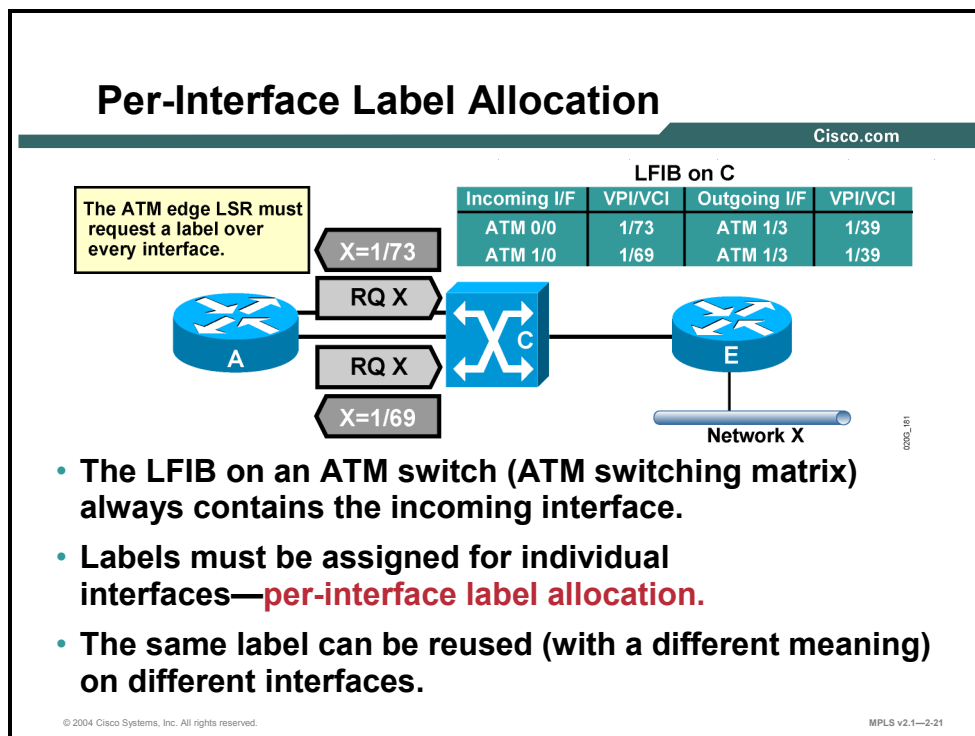 Per-Interface Label Allocation
Cisco.com
The ATM edge LSR must
request a label over
every interface.
LFIB on C
Incoming I/F VPI/VCI Outgoing I/F VPI/VCI
ATM 0/0 1/73 ATM 1/3 1/39
ATM 1/0 1/69 ATM 1/3 1/39
X=1/73
RQ X
A
C
E
RQ X
X=1/69
Network X
020G_181
• The LFIB on an ATM switch (ATM switching matrix)
always contains the incoming interface.
• Labels must be assigned for individual
interfaces—per-interface label allocation.
• The same label can be reused (with a different meaning)
on different interfaces.
© 2004 Cisco Systems, Inc. All rights reserved.
MPLS v2.1—2-21